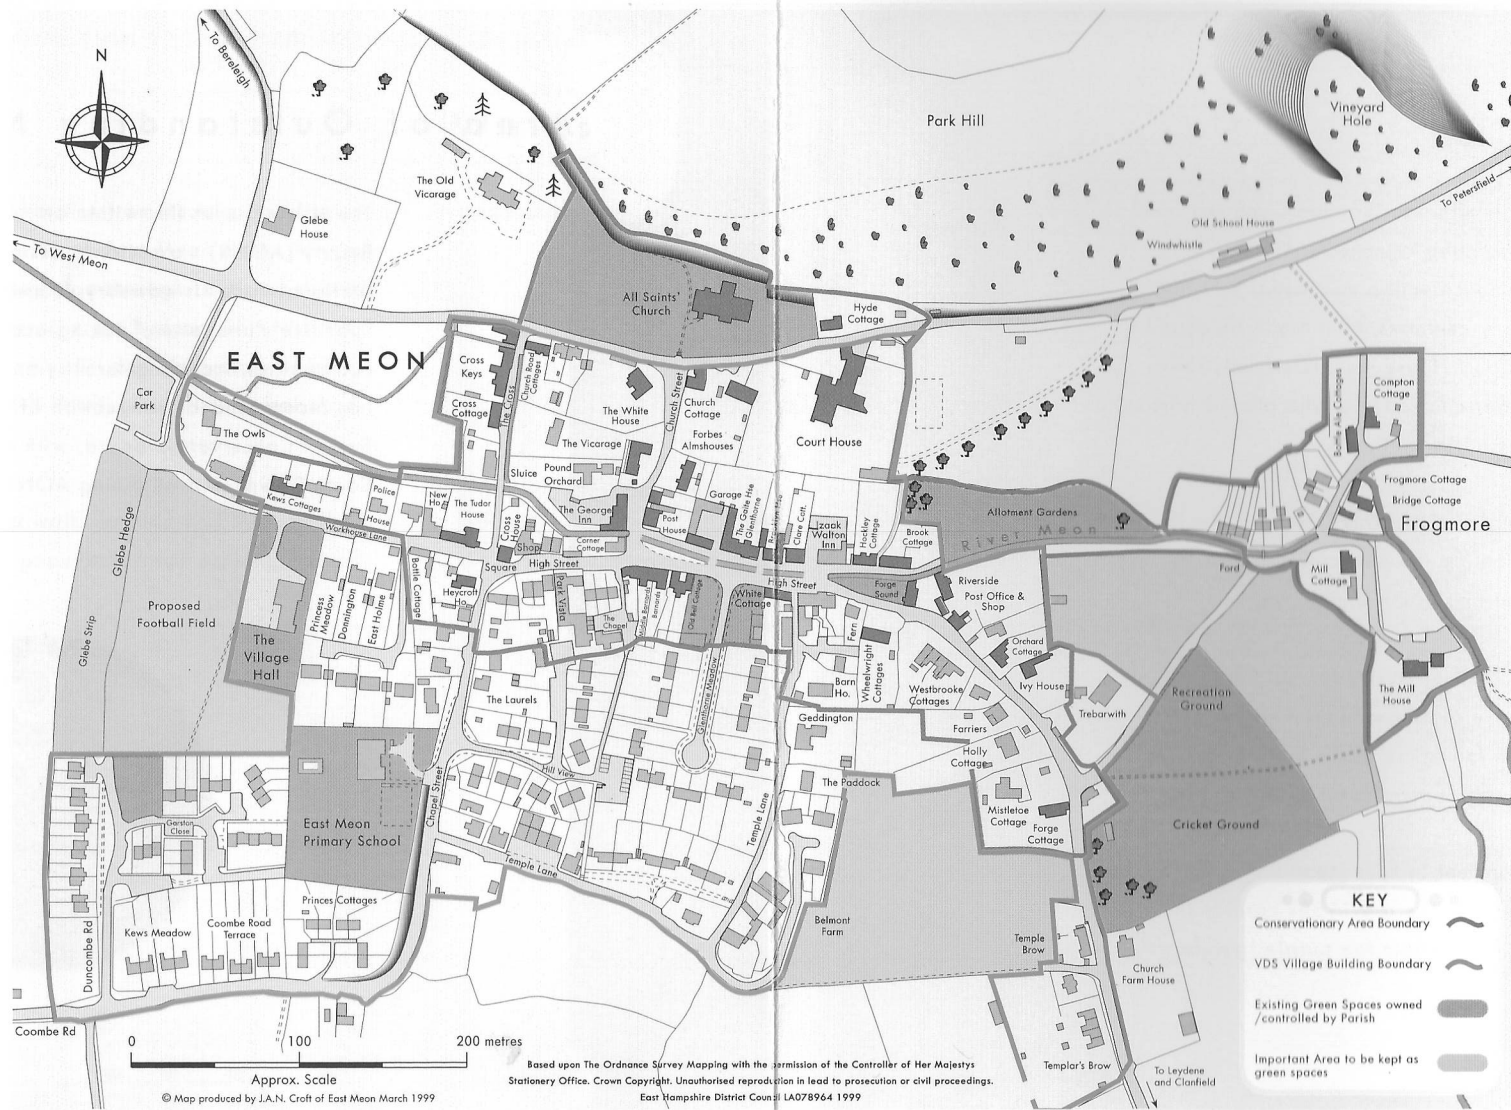 To Bereleigh
N
Park Hill
Vineyard
Hole
To Petersfield
The Old
Vicarage
Glebe
House
Old School House
Windwhistle
To West Meon
All Saints'
Church
Hyde
Cottage
EAST MEON
Cross
Keys
Church Road
Cottages
The Cross
Car
Park
Cross
Cottage
The White
House
Church Street
Church
Cottage
Forbes
Almshouses
Court House
Battle Axe Cottages
Compton
Cottage
The Owls
The Vicarage
Sluice
Pound
Orchard
Kews Cottages
Police
House
New
Ho.
The Tudor
House
Cross
House
The George
Inn
Post
House
Garage
The Gaite Hse
Glenthorne
Clare Cott.
Izaak
Walton
Inn
Hockley
Cottage
Brook
Cottage
Allotment Gardens
River Meon
Frogmore Cottage
Bridge Cottage
Frogmore
Glebe Hedge
Workhouse Lane
Shop
Corner
Cottage
Square
High Street
High Street
Ford
Mill
Cottage
Battle Cottage
Heycroft
Ho.
Park Vista
The
Chapel
Middle Barnards
Barnards
Old Bell Cottage
White
Cottage
Forge
Sound
Riverside
Post Office &
Shop
Proposed
Football Field
Princess
Meadow
Donnington
East Holme
Glebe Strip
The
Village
Hall
Fern
Wheelwright
Cottages
Barn
Ho.
Westbrooke
Cottages
Orchard
Cottage
Ivy House
Trebarwith
Recreation
Ground
The Mill
House
The Laurels
Glenthorne Meadow
Geddington
Farriers
Holly
Cottage
Hill View
The Paddock
Chapel Street
Temple Lane
Mistletoe
Cottage
Forge
Cottage
Cricket Ground
Garston
Close
East Meon
Primary School
Temple Lane
Princes Cottages
Duncombe Rd
Kews Meadow
Coombe Road
Terrace
Belmont
Farm
Temple
Brow
Church
Farm House
KEY
Conservationary Area Boundary
VDS Village Building Boundary
Existing Green Spaces owned
/controlled by Parish
Important Area to be kept as
green spaces
Coombe Rd
0 100 200 metres
Approx. Scale
© Map produced by J.A.N. Croft of East Meon March 1999
Based upon The Ordnance Survey Mapping with the permission of the Controller of Her Majestys
Stationery Office. Crown Copyright. Unauthorised reproduction in lead to prosecution or civil proceedings.
East Hampshire District Council LA078964 1999
Templar's Brow
To Leydene
and Clanfield